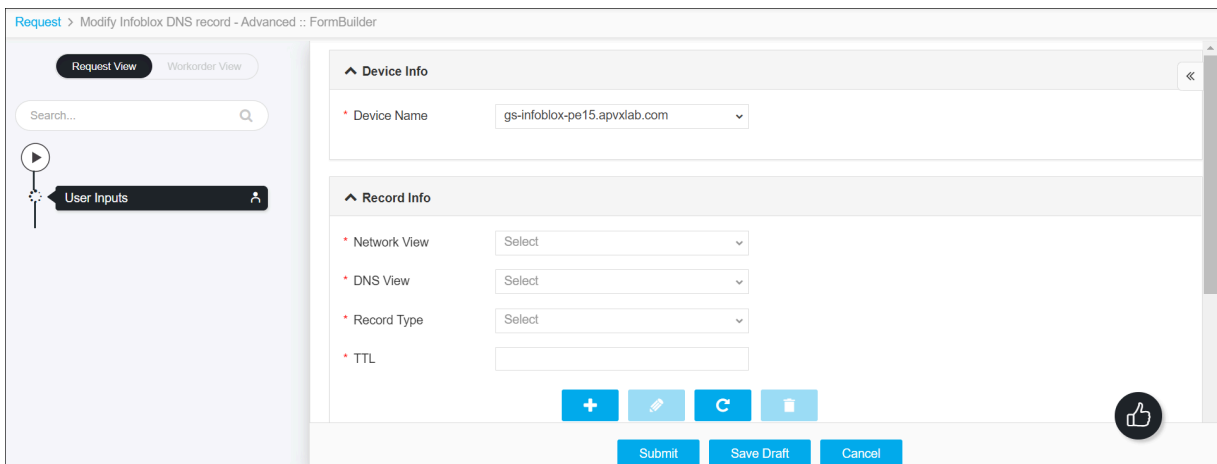 Request > Modify Infoblox DNS record - Advanced :: FormBuilder
Request View Workorder View
Search...
User Inputs
Device Info
* Device Name gs-infoblox-pe15.apvxlab.com
Record Info
* Network View Select
* DNS View Select
* Record Type Select
* TTL
Submit Save Draft Cancel